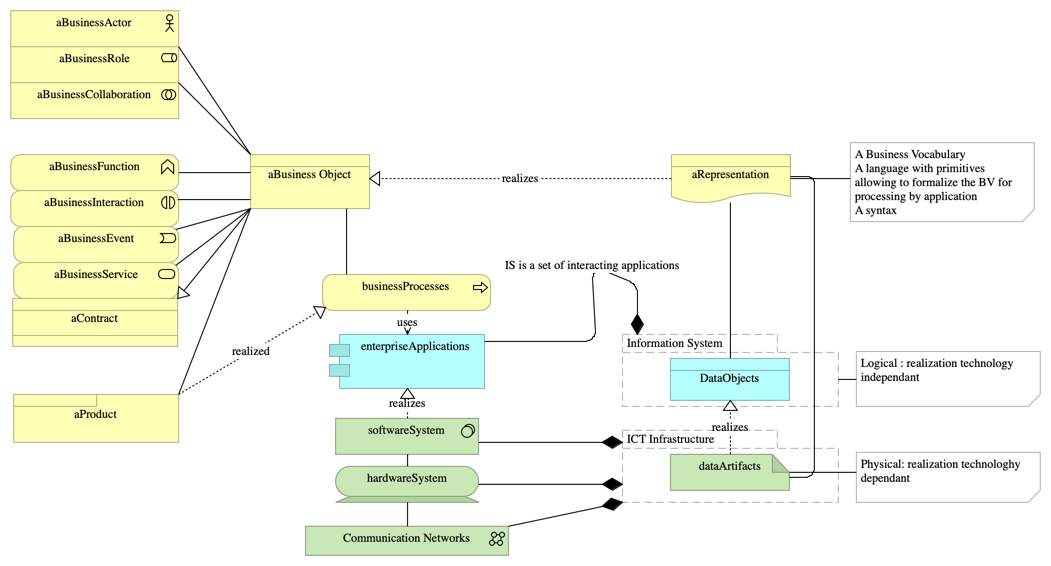 aBusinessActor
aBusinessRole
aBusinessCollaboration
aBusinessFunction
aBusinessInteraction
aBusinessEvent
aBusinessService
aContract
aProduct
aBusiness Object
realizes
aRepresentation
A Business Vocabulary
A language with primitives
allowing to formalize the BV for
processing by application
A syntax
IS is a set of interacting applications
businessProcesses
uses
realized
enterpriseApplications
realizes
softwareSystem
hardwareSystem
Communication Networks
Information System
DataObjects
realizes
ICT Infrastructure
dataArtifacts
Logical : realization technology
independant
Physical: realization technologhy
dependant